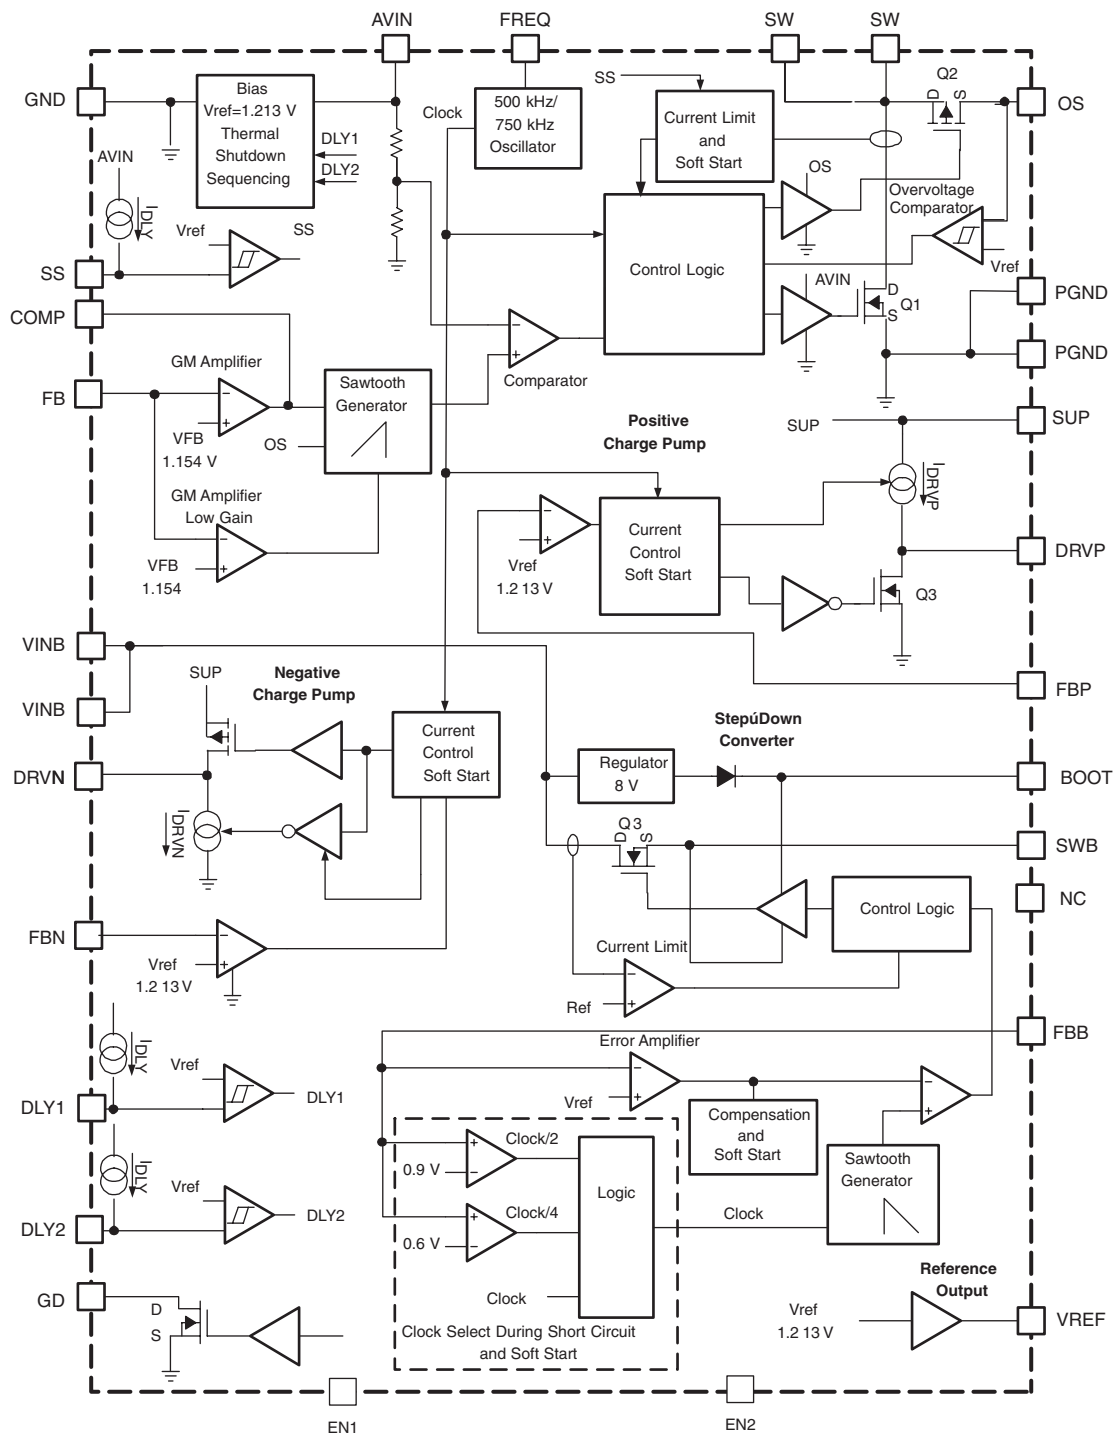 AVIN
FREQ
SW
SW
GND
Bias
Vref=1.213 V
Thermal
Shutdown
Sequencing
DLY1
DLY2
Clock
500 kHz/
750 kHz
Oscillator
SS
Current Limit
and
Soft Start
Q2
D
S
OS
AVIN
IDLY
Vref
SS
SS
OS
Overvoltage
Comparator
Vref
Control Logic
AVIN
D
Q1
S
PGND
PGND
COMP
GM Amplifier
FB
VFB
1.154 V
OS
Sawtooth
Generator
Comparator
GM Amplifier
Low Gain
VFB
1.154
Positive
Charge Pump
SUP
SUP
IDRVP
Vref
1.2 13 V
Current
Control
Soft Start
DRVP
Q3
FBP
VINB
VINB
SUP
Negative
Charge Pump
DRVN
IDRVN
Current
Control
Soft Start
StepúDown
Converter
Regulator
8 V
BOOT
Q3
D
S
SWB
NC
Control Logic
FBN
Vref
1.2 13 V
Current Limit
Ref
FBB
Error Amplifier
Vref
Compensation
and
Soft Start
Sawtooth
Generator
IDLY
Vref
DLY1
DLY1
IDLY
Vref
DLY2
DLY2
Clock/2
0.9 V
Clock/4
0.6 V
Logic
Clock
Clock
Clock Select During Short Circuit
and Soft Start
GD
D
S
Reference
Output
Vref
1.2 13 V
VREF
EN1
EN2